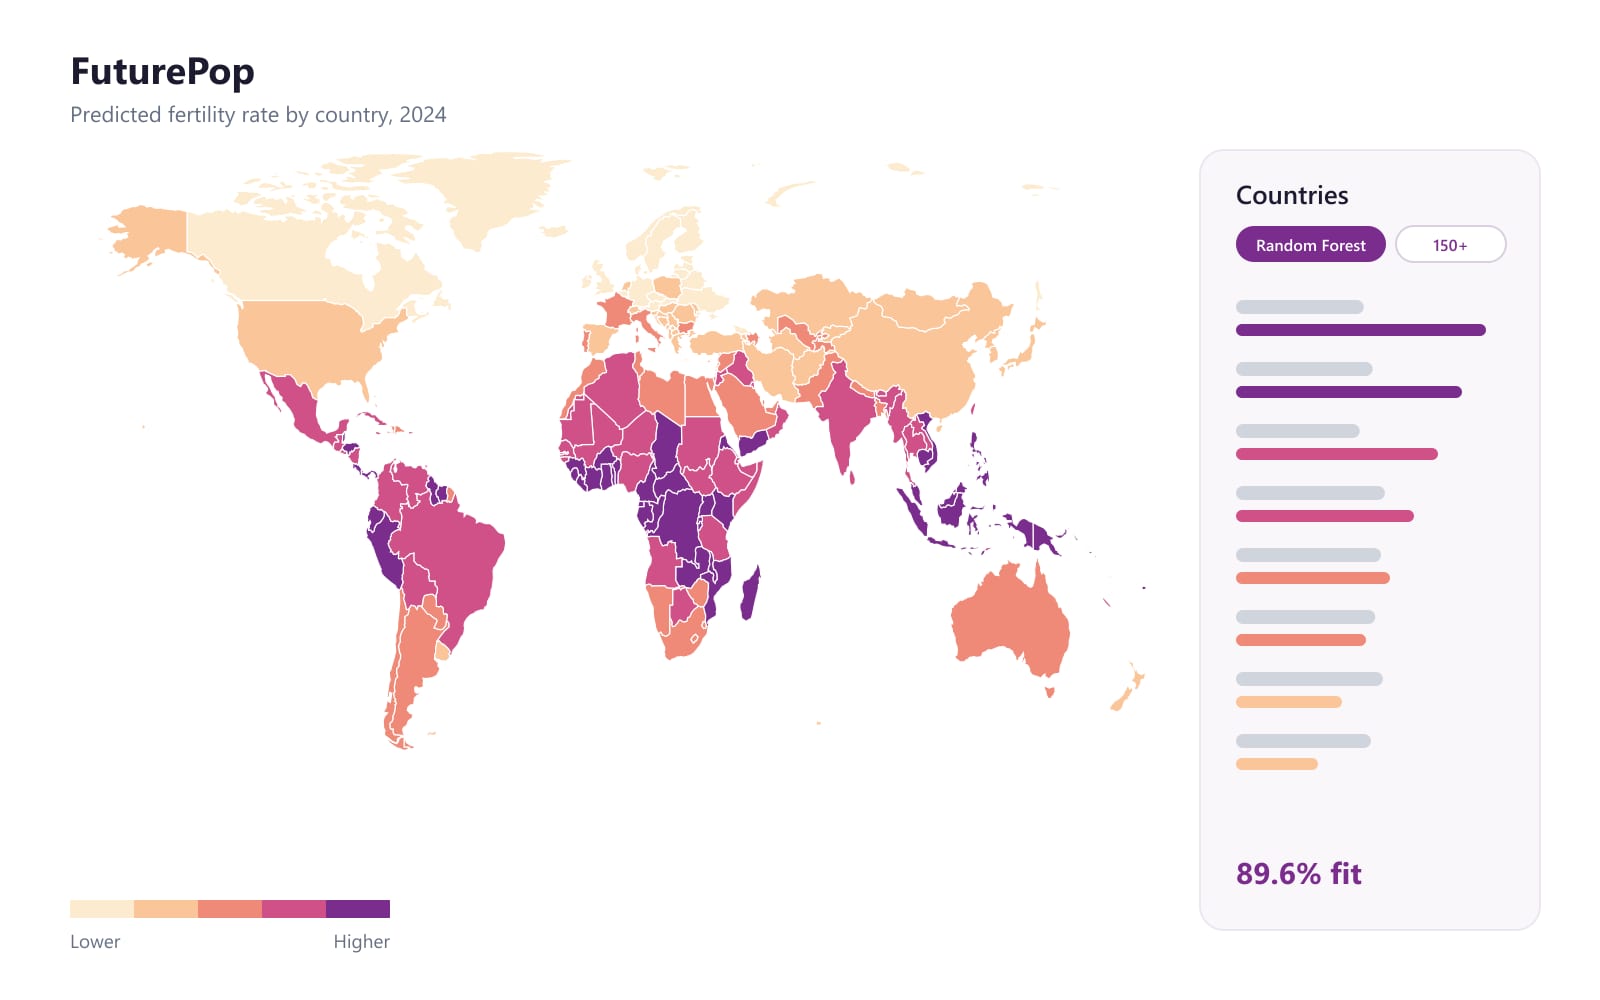 FuturePop
Predicted fertility rate by country, 2024
Countries
Random Forest
150+
89.6% fit
Lower
Higher